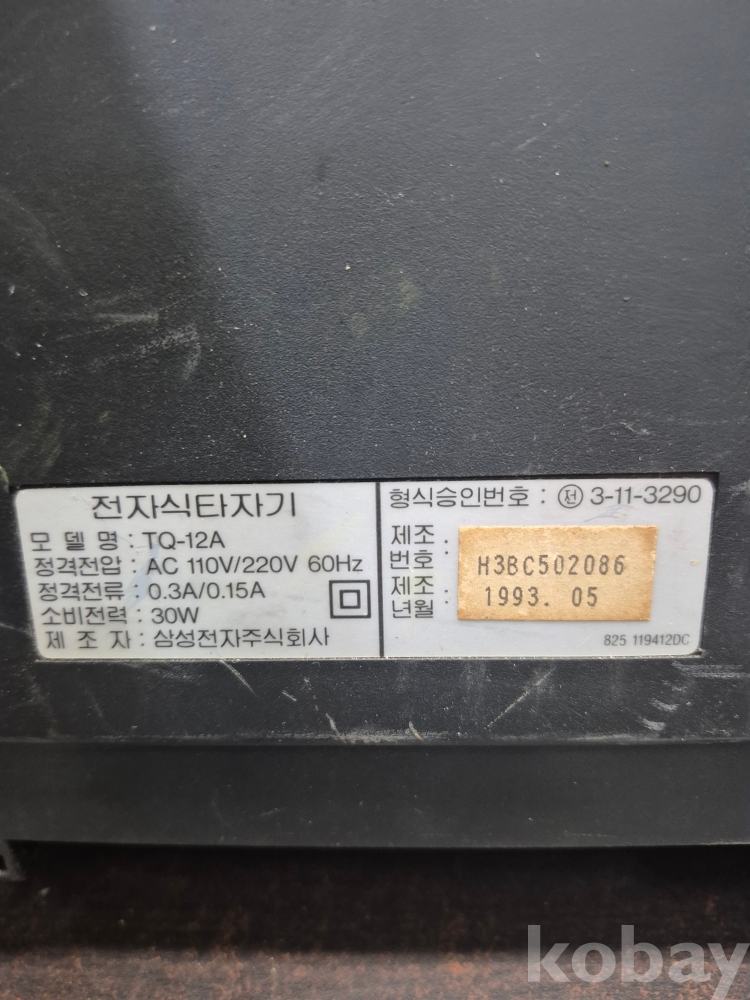 전자식타자기
모 델 명 : TQ-12A
정격전압 : AC 110V/220V 60Hz
정격전류 : 0.3A/0.15A
소비전력 : 30W
제 조 자 : 삼성전자주식회사
형식승인번호 : 전 3-11-3290
제조
번호 : H3BC502086
제조
년월 : 1993. 05
825 119412DC
kobay